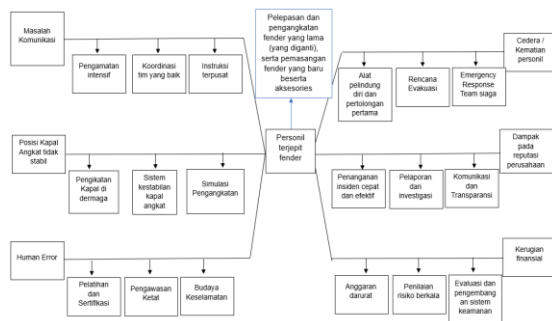 Masalah
Komunikasi
Pengamatan
intensif
Koordinasi
tim yang baik
Instruksi
terpusat
Pelepasan dan
pengangkatan
fender yang lama
(yang diganti),
serta pemasangan
fender yang baru
beserta
aksesories
Cedera /
Kematian
personil
Alat
pelindung
diri dan
pertolongan
pertama
Rencana
Evakuasi
Emergency
Response
Team siaga
Posisi Kapal
Angkat tidak
stabil
Pengikatan
Kapal di
dermaga
Sistem
kestabilan
kapal
angkat
Simulasi
Pengangkatan
Personil
terjepit
fender
Dampak
pada
reputasi
perusahaan
Penanganan
insiden cepat
dan efektif
Pelaporan
dan
investigasi
Komunikasi
dan
Transparansi
Human Error
Pelatihan
dan
Sertifkasi
Pengawasan
Ketat
Budaya
Keselamatan
Kerugian
finansial
Anggaran
darurat
Penilaian
risiko berkala
Evaluasi dan
pengembang
an sistem
keamanan